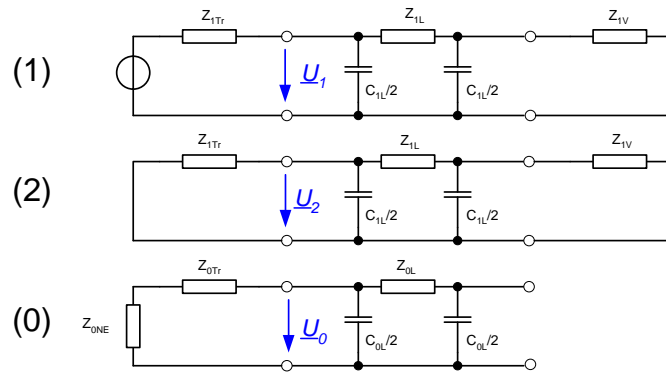 Z1Tr Z1L Z1V
(1) U1 C1L/2 C1L/2
Z1Tr Z1L Z1V
(2) U2 C1L/2 C1L/2
Z0Tr Z0L
(0) Z0NE U0 C0L/2 C0L/2